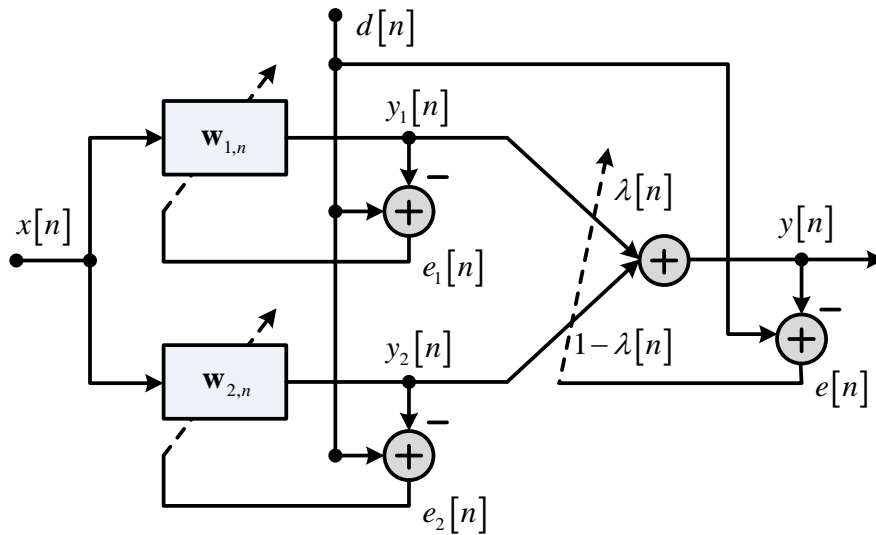 d[n]
y₁[n]
w₁,ₙ
λ[n]
x[n]
y[n]
e₁[n]
y₂[n]
1−λ[n]
w₂,ₙ
e[n]
e₂[n]